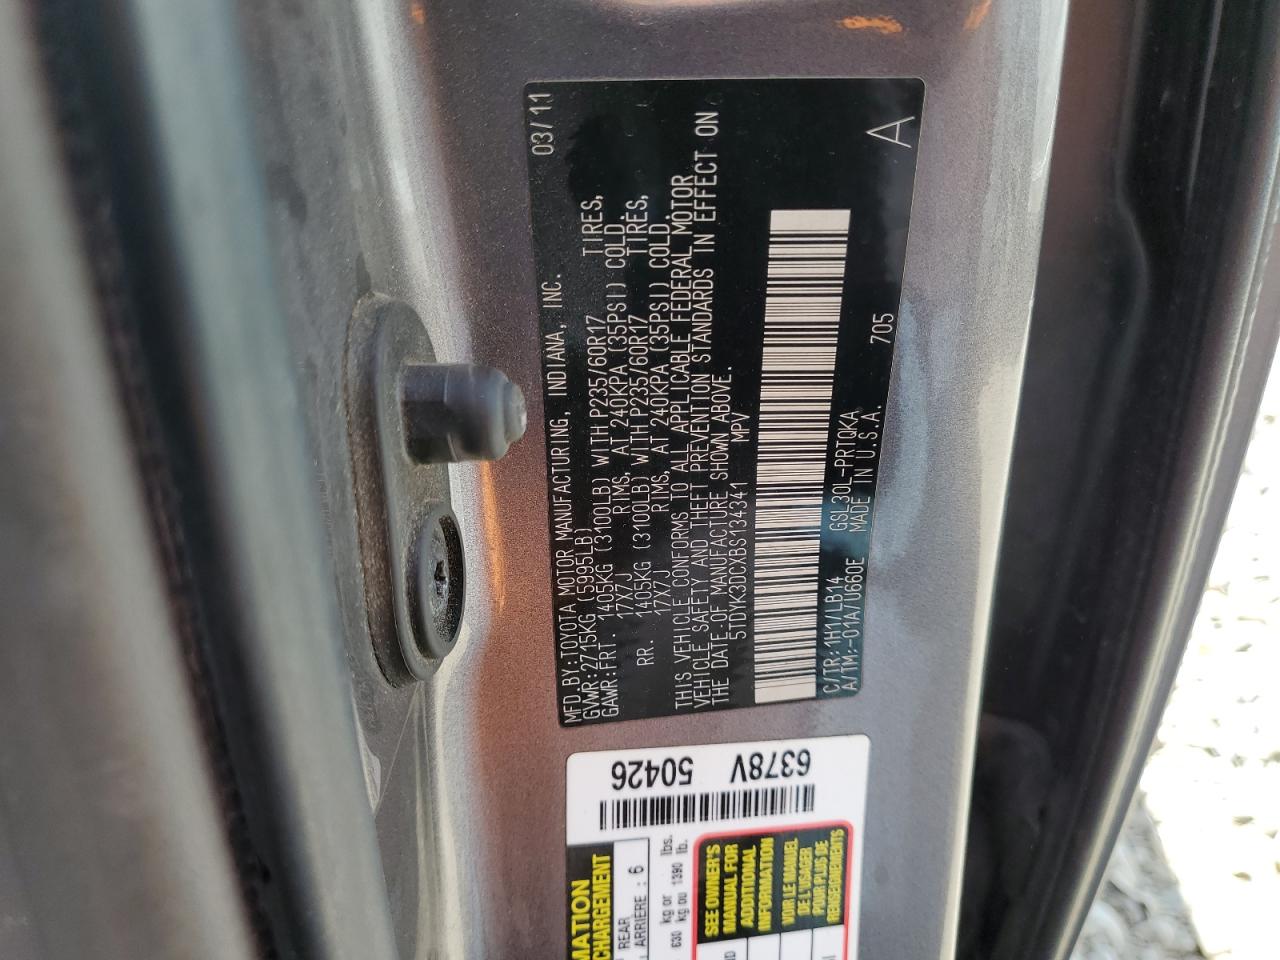 MFD.BY:TOYOTA MOTOR MANUFACTURING, INDIANA, INC. 03/11
GVWR:2715KG (5995LB)
GAWR:FRT. 1405KG (3100LB) WITH P235/60R17 TIRES,
17X7J RIMS, AT 240KPA (35PSI) COLD.
RR. 1405KG (3100LB) WITH P235/60R17 TIRES,
17X7J RIMS, AT 240KPA (35PSI) COLD.
THIS VEHICLE CONFORMS TO ALL APPLICABLE FEDERAL MOTOR
VEHICLE SAFETY AND THEFT PREVENTION STANDARDS IN EFFECT ON
THE DATE OF MANUFACTURE SHOWN ABOVE.
5TDYK3DCXBS134341 MPV
C/TR:1H1/LB14 GSL30L-PRTQKA 705 A
A/TM:-01A/U660E MADE IN U.S.A.
50426 6378V
MATION
CHARGEMENT
REAR
ARRIERE : 6
630 kg or kg ou 1390 lbs. lb.
SEE OWNER'S
MANUAL FOR
ADDITIONAL
INFORMATION
VOIR LE MANUEL
DE L'USAGER
POUR PLUS DE
RENSEIGNEMENTS